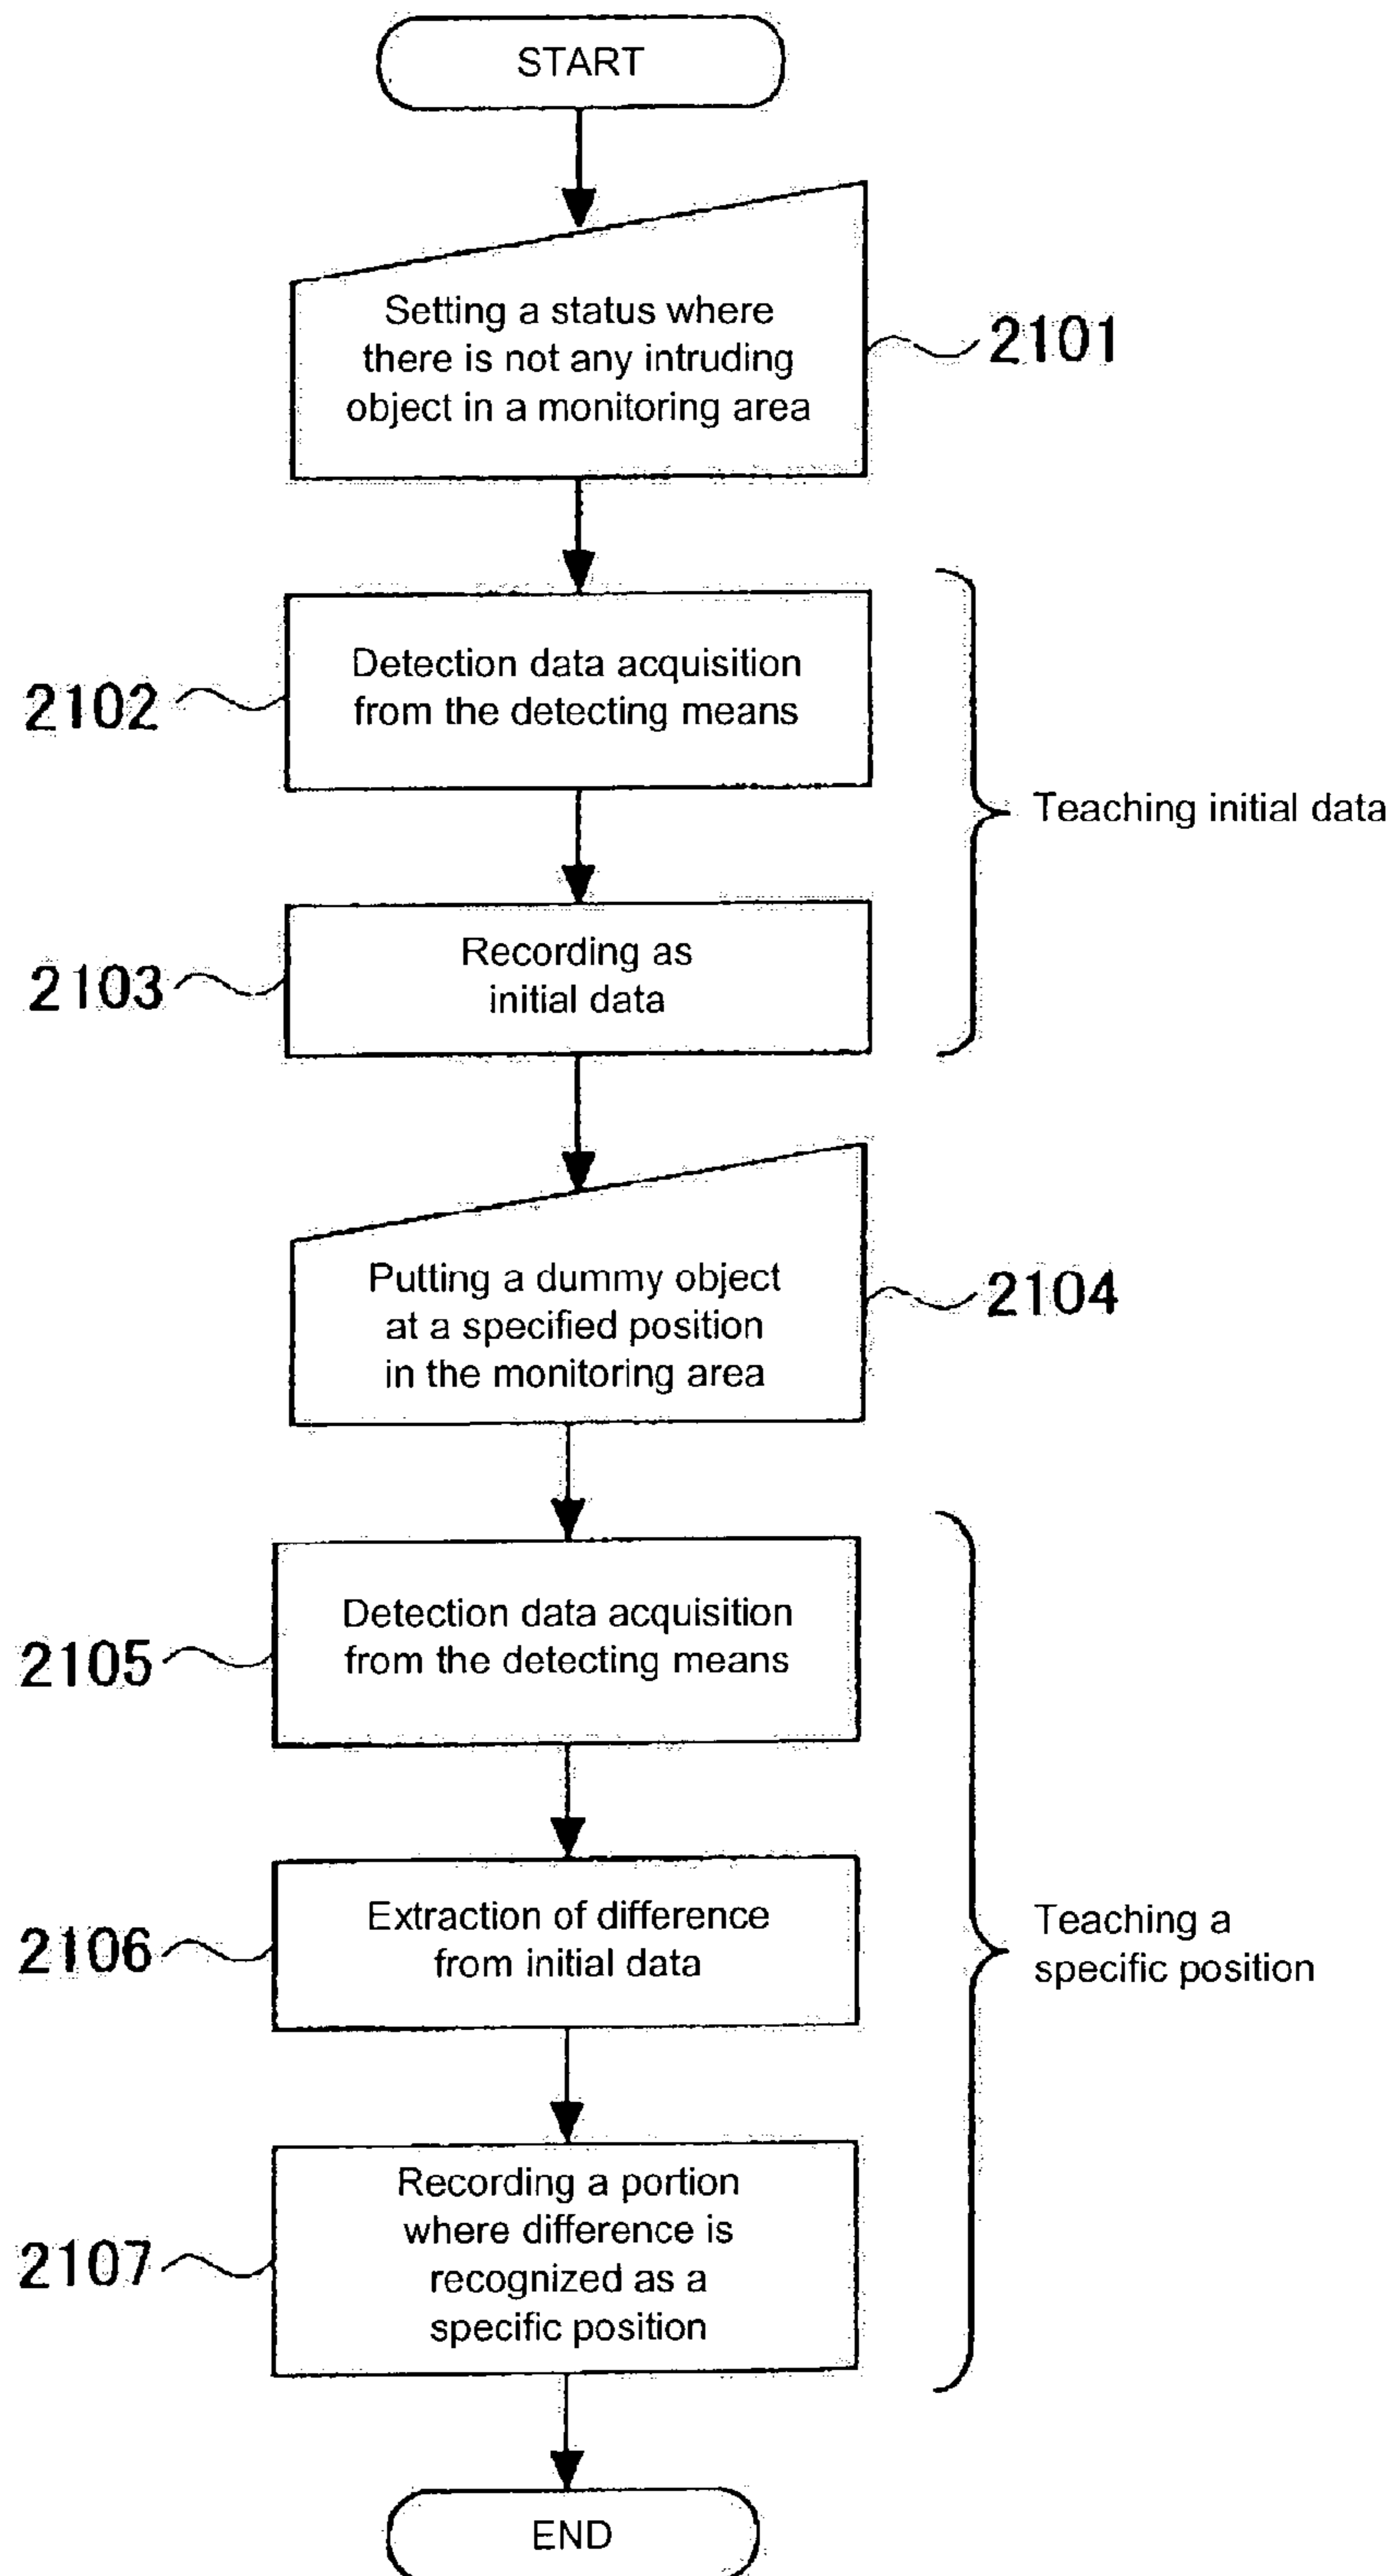 START
Setting a status where
there is not any intruding
object in a monitoring area
2101
Detection data acquisition
from the detecting means
2102
Teaching initial data
Recording as
initial data
2103
Putting a dummy object
at a specified position
in the monitoring area
2104
Detection data acquisition
from the detecting means
2105
Extraction of difference
from initial data
2106
Teaching a
specific position
Recording a portion
where difference is
recognized as a
specific position
2107
END